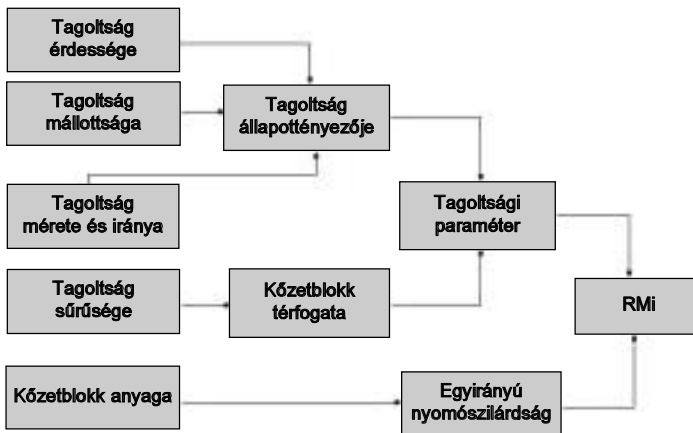 Tagoltság
érdessége
Tagoltság
mállottsága
Tagoltság
állapottényezője
Tagoltság
mérete és iránya
Tagoltsági
paraméter
Tagoltság
sűrűsége
Kőzetblokk
térfogata
RMi
Kőzetblokk anyaga
Egyirányú
nyomószilárdság